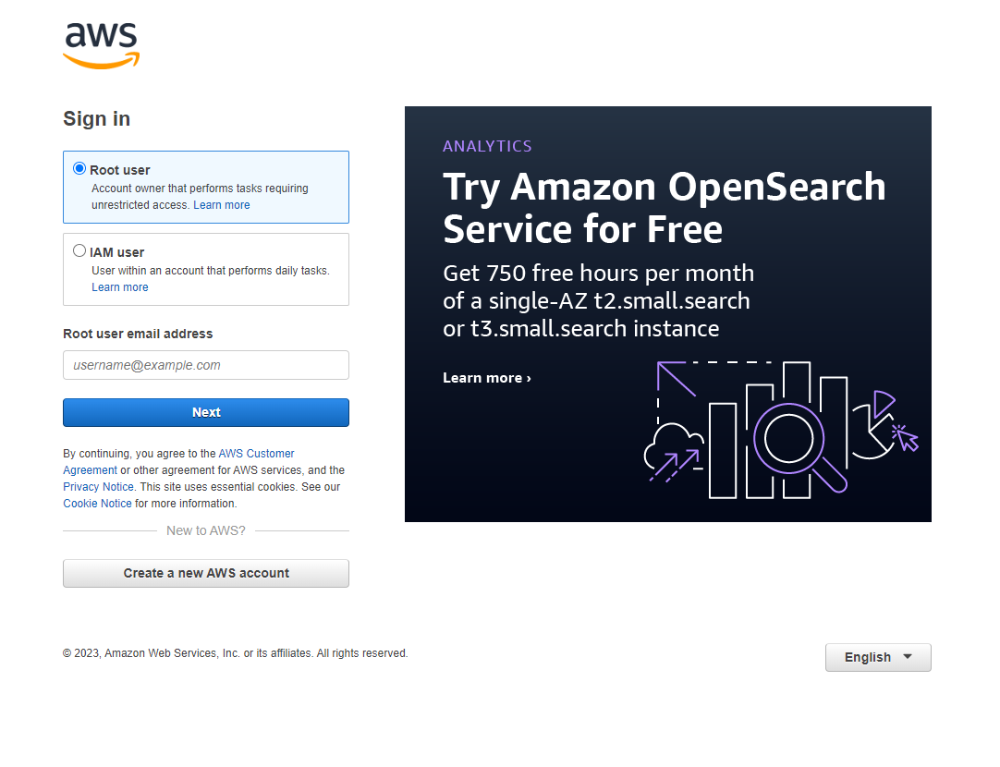 aws
Sign in
Root user
Account owner that performs tasks requiring
unrestricted access. Learn more
IAM user
User within an account that performs daily tasks.
Learn more
Root user email address
username@example.com
Next
By continuing, you agree to the AWS Customer
Agreement or other agreement for AWS services, and the
Privacy Notice. This site uses essential cookies. See our
Cookie Notice for more information.
New to AWS?
Create a new AWS account
ANALYTICS
Try Amazon OpenSearch
Service for Free
Get 750 free hours per month
of a single-AZ t2.small.search
or t3.small.search instance
Learn more ›
© 2023, Amazon Web Services, Inc. or its affiliates. All rights reserved.
English